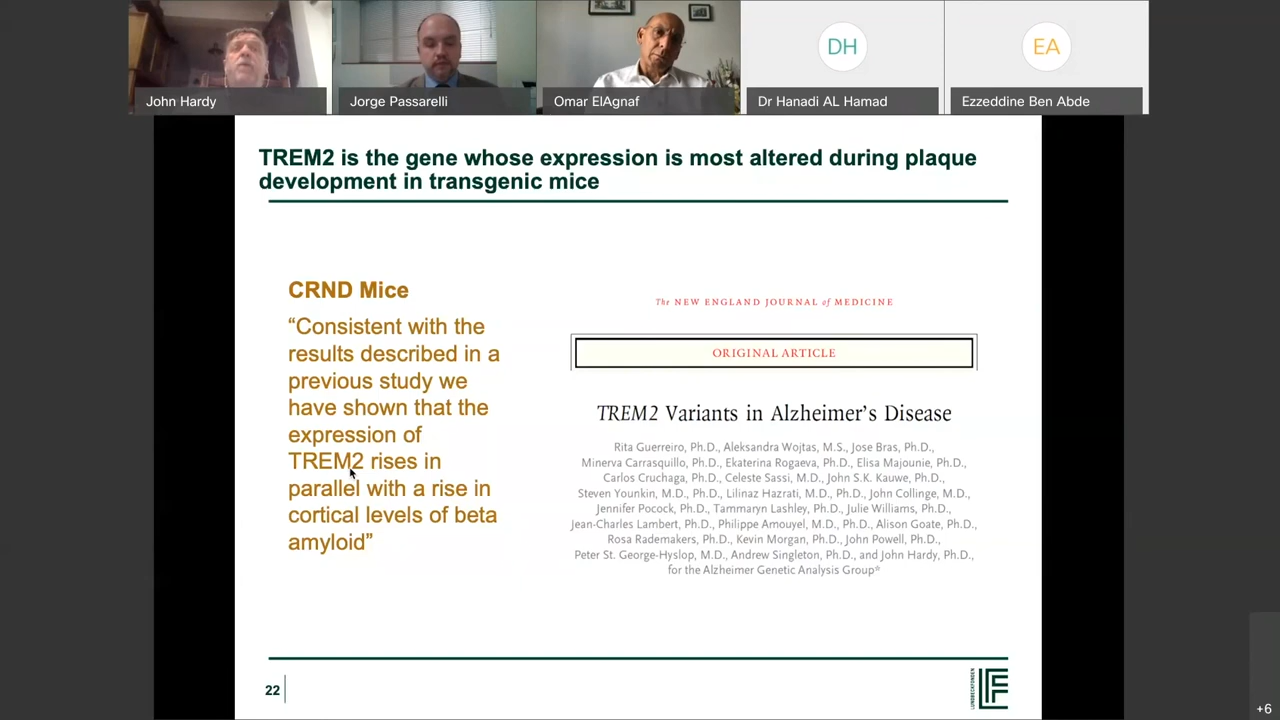 John Hardy
Jorge Passarelli
Omar ElAgnaf
DH
Dr Hanadi AL Hamad
EA
Ezzeddine Ben Abde
TREM2 is the gene whose expression is most altered during plaque
development in transgenic mice
CRND Mice
“Consistent with the
results described in a
previous study we
have shown that the
expression of
TREM2 rises in
parallel with a rise in
cortical levels of beta
amyloid”
The NEW ENGLAND JOURNAL of MEDICINE
ORIGINAL ARTICLE
TREM2 Variants in Alzheimer’s Disease
Rita Guerreiro, Ph.D., Aleksandra Wojtas, M.S., Jose Bras, Ph.D.,
Minerva Carrasquillo, Ph.D., Ekaterina Rogaeva, Ph.D., Elisa Majounie, Ph.D.,
Carlos Cruchaga, Ph.D., Celeste Sassi, M.D., John S.K. Kauwe, Ph.D.,
Steven Younkin, M.D., Ph.D., Lilinaz Hazrati, M.D., Ph.D., John Collinge, M.D.,
Jennifer Pocock, Ph.D., Tammaryn Lashley, Ph.D., Julie Williams, Ph.D.,
Jean-Charles Lambert, Ph.D., Philippe Amouyel, M.D., Ph.D., Alison Goate, Ph.D.,
Rosa Rademakers, Ph.D., Kevin Morgan, Ph.D., John Powell, Ph.D.,
Peter St. George-Hyslop, M.D., Andrew Singleton, Ph.D., and John Hardy, Ph.D.,
for the Alzheimer Genetic Analysis Group*
22
LUNDBECKFONDEN
+6